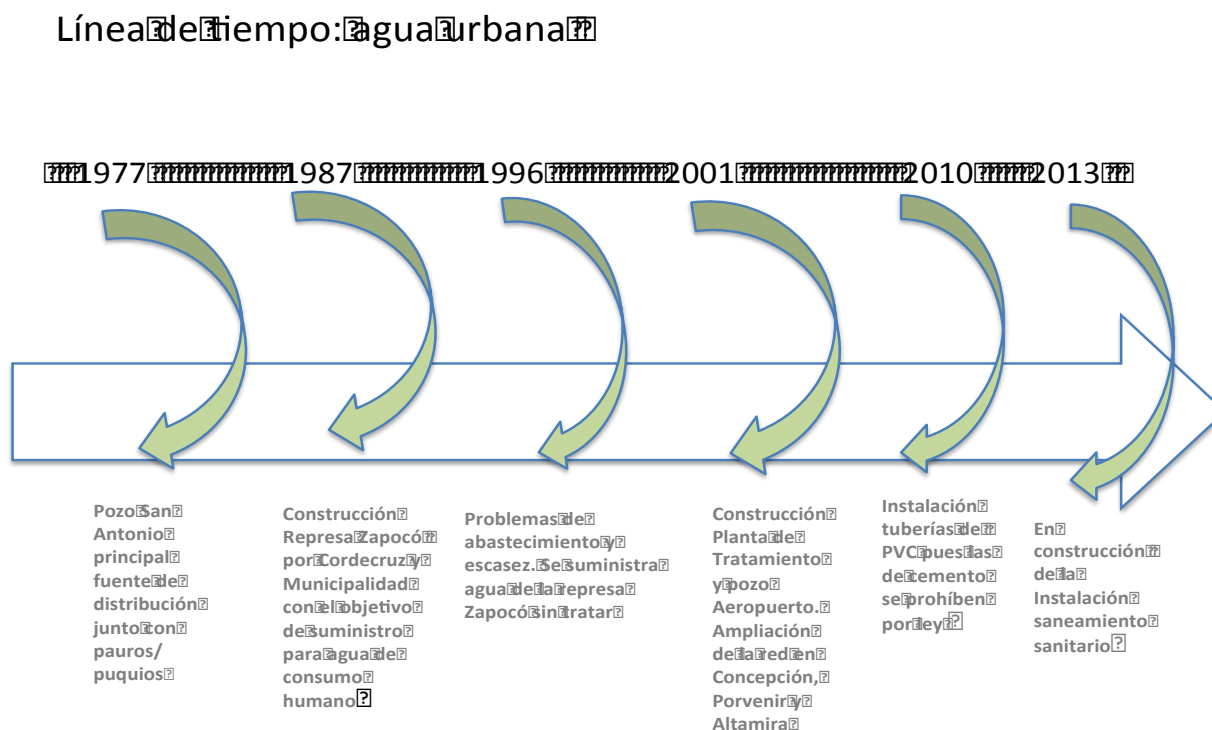 Línea de tiempo: agua urbana
1977 1987 1996 2001 2010 2013
Pozo San
Antonio
principal
fuente de
distribución
junto con
pauros/
puquios
Construcción
Represa Zapocó
por Cordecruz y
Municipalidad
con el objetivo
de suministro
para agua de
consumo
humano
Problemas de
abastecimiento y
escasez. Se suministra
agua de la represa
Zapocó sin tratar
Construcción
Planta de
Tratamiento
y pozo
Aeropuerto.
Ampliación
de la red en
Concepción,
Porvenir y
Altamira
Instalación
tuberías de
PVC pues las
de cemento
se prohíben
por ley
En
construcción
de la
Instalación
saneamiento
sanitario